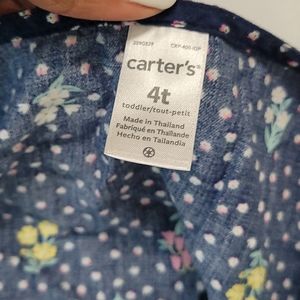 carter's®
4t
toddler/tout-petit
Made in Thailand
Fabriqué en Thaïlande
Hecho en Tailandia